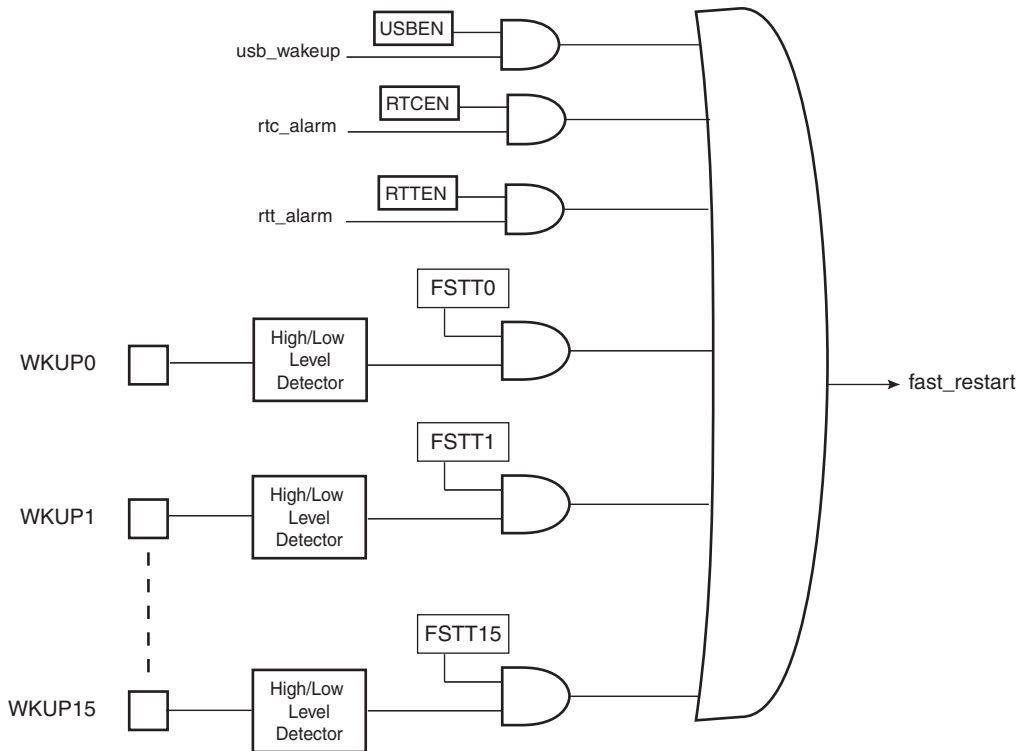 USBEN
usb_wakeup
RTCEN
rtc_alarm
RTTEN
rtt_alarm
FSTT0
WKUP0
High/Low
Level
Detector
fast_restart
FSTT1
WKUP1
High/Low
Level
Detector
FSTT15
WKUP15
High/Low
Level
Detector